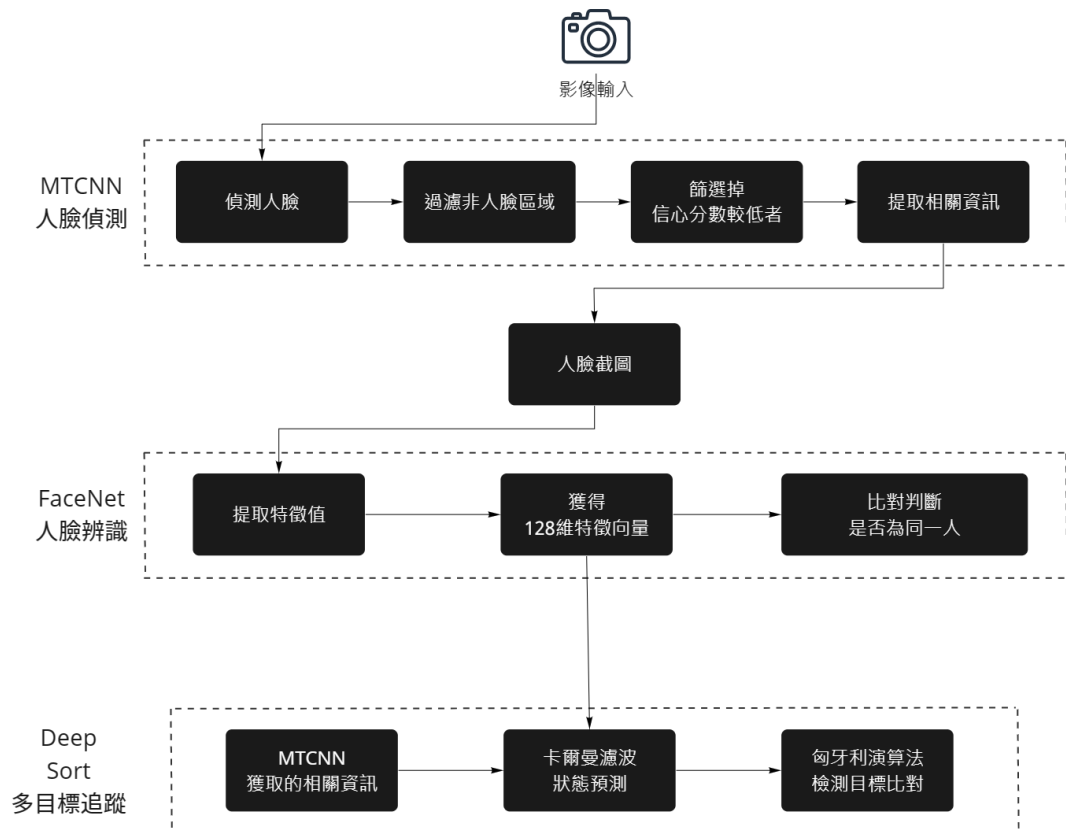 影像輸入
MTCNN
人臉偵測
偵測人臉
過濾非人臉區域
篩選掉
信心分數較低者
提取相關資訊
人臉截圖
FaceNet
人臉辨識
提取特徵值
獲得
128維特徵向量
比對判斷
是否為同一人
Deep
Sort
多目標追蹤
MTCNN
獲取的相關資訊
卡爾曼濾波
狀態預測
匈牙利演算法
檢測目標比對